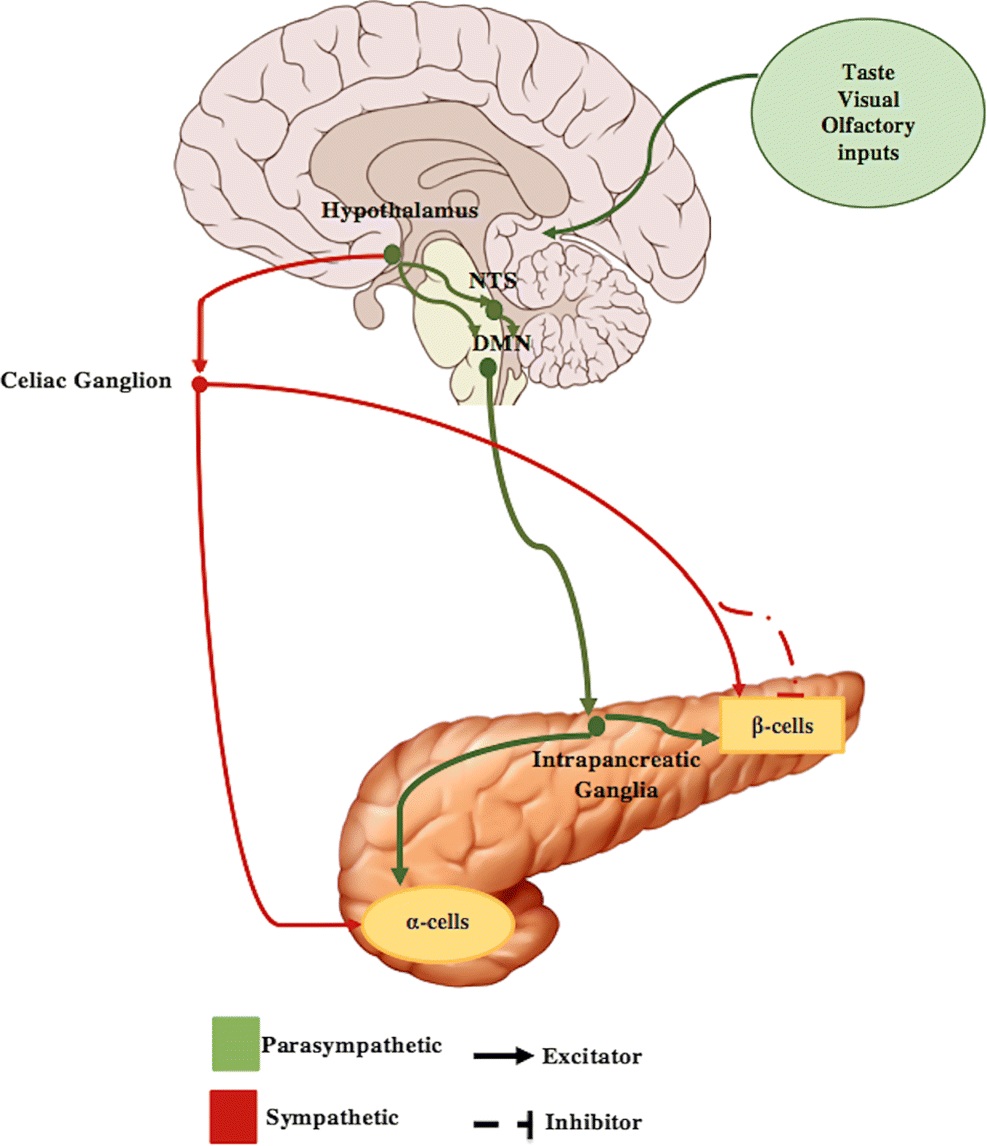 Taste
Visual
Olfactory
inputs
Hypothalamus
NTS
DMN
Celiac Ganglion
β-cells
Intrapancreatic
Ganglia
α-cells
Parasympathetic
Excitator
Sympathetic
Inhibitor